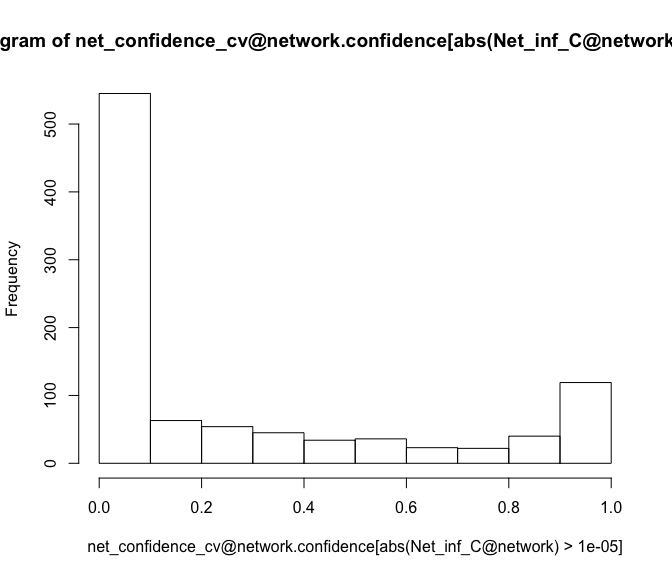 gram of net_confidence_cv@network.confidence[abs(Net_inf_C@network
500
400
300
200
100
0
Frequency
0.0 0.2 0.4 0.6 0.8 1.0
net_confidence_cv@network.confidence[abs(Net_inf_C@network) > 1e-05]